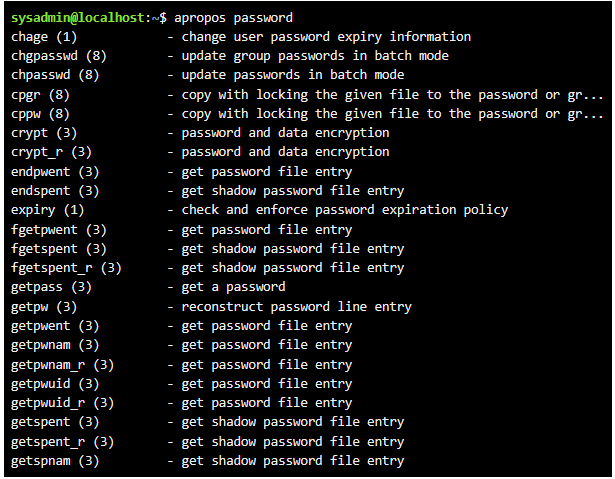 sysadmin@localhost:~$ apropos password
chage (1) - change user password expiry information
chgpasswd (8) - update group passwords in batch mode
chpasswd (8) - update passwords in batch mode
cpgr (8) - copy with locking the given file to the password or gr...
cppw (8) - copy with locking the given file to the password or gr...
crypt (3) - password and data encryption
crypt_r (3) - password and data encryption
endpwent (3) - get password file entry
endspent (3) - get shadow password file entry
expiry (1) - check and enforce password expiration policy
fgetpwent (3) - get password file entry
fgetspent (3) - get shadow password file entry
fgetspent_r (3) - get shadow password file entry
getpass (3) - get a password
getpw (3) - reconstruct password line entry
getpwent (3) - get password file entry
getpwnam (3) - get password file entry
getpwnam_r (3) - get password file entry
getpwuid (3) - get password file entry
getpwuid_r (3) - get password file entry
getspent (3) - get shadow password file entry
getspent_r (3) - get shadow password file entry
getspnam (3) - get shadow password file entry